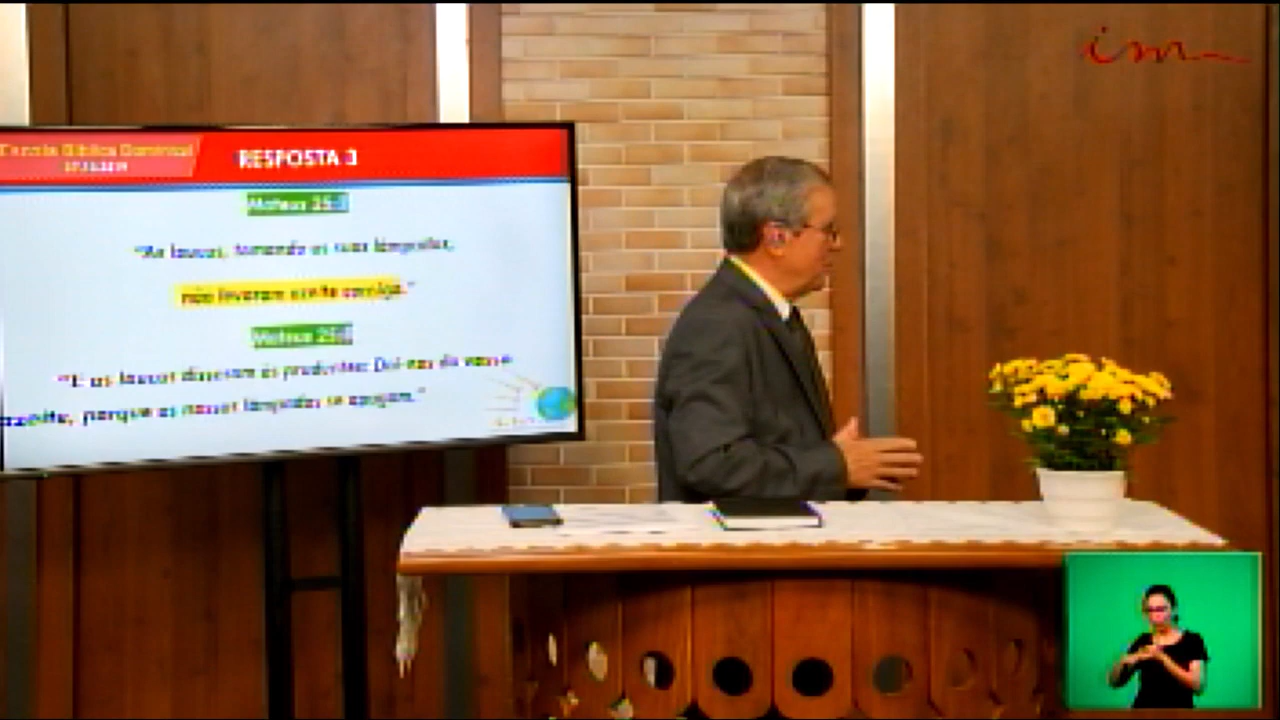 Escola Bíblica Dominical
RESPOSTA 3
Mateus 25:3
"As loucas, tomando as suas lâmpadas,
não levaram azeite consigo."
Mateus 25:8
"E as loucas disseram às prudentes: Dai-nos do vosso
azeite, porque as nossas lâmpadas se apagam."
im